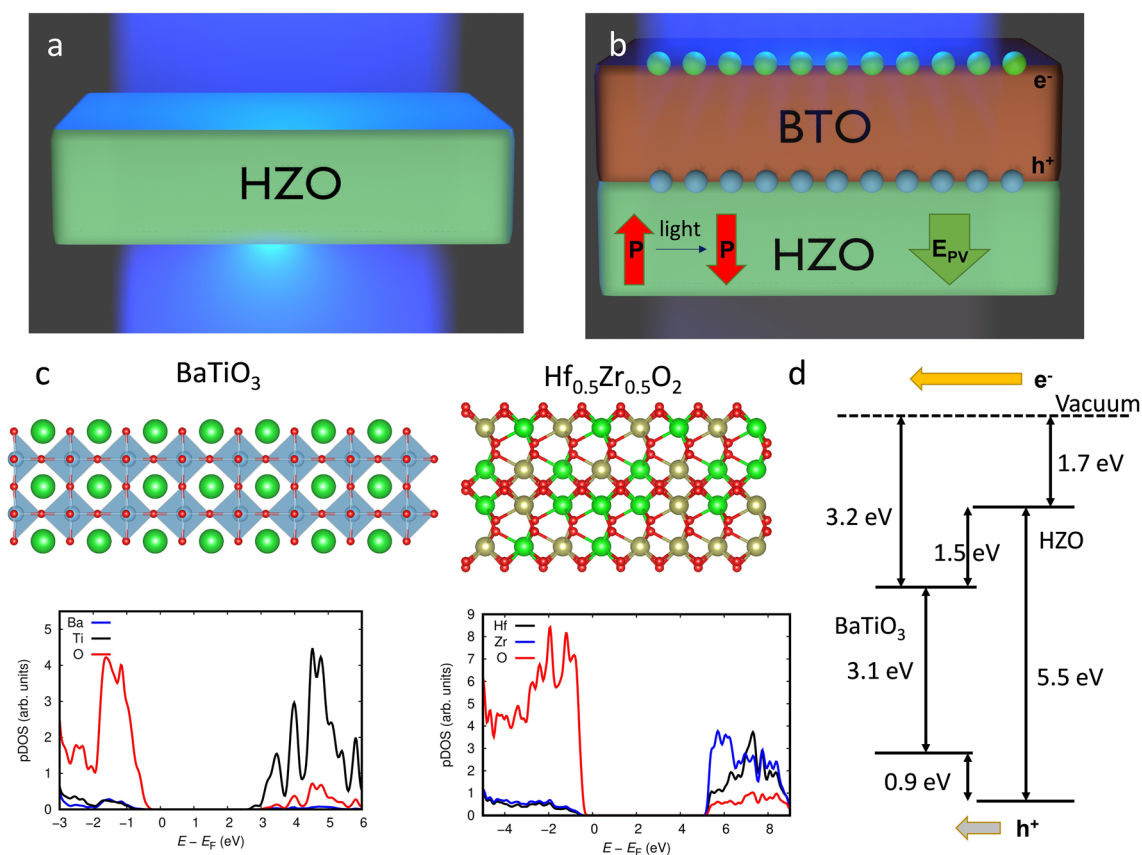 a
HZO
b
e-
BTO
h+
P
light
P
HZO
EPV
c
BaTiO3
Hf0.5Zr0.5O2
Ba
Ti
O
pDOS (arb. units)
5
4
3
2
1
0
−3 −2 −1 0 1 2 3 4 5 6
E − EF (eV)
Hf
Zr
O
pDOS (arb. units)
9
8
7
6
5
4
3
2
1
0
−4 −2 0 2 4 6 8
E − EF (eV)
d
e-
Vacuum
1.7 eV
3.2 eV
1.5 eV
HZO
BaTiO3
3.1 eV
5.5 eV
0.9 eV
h+